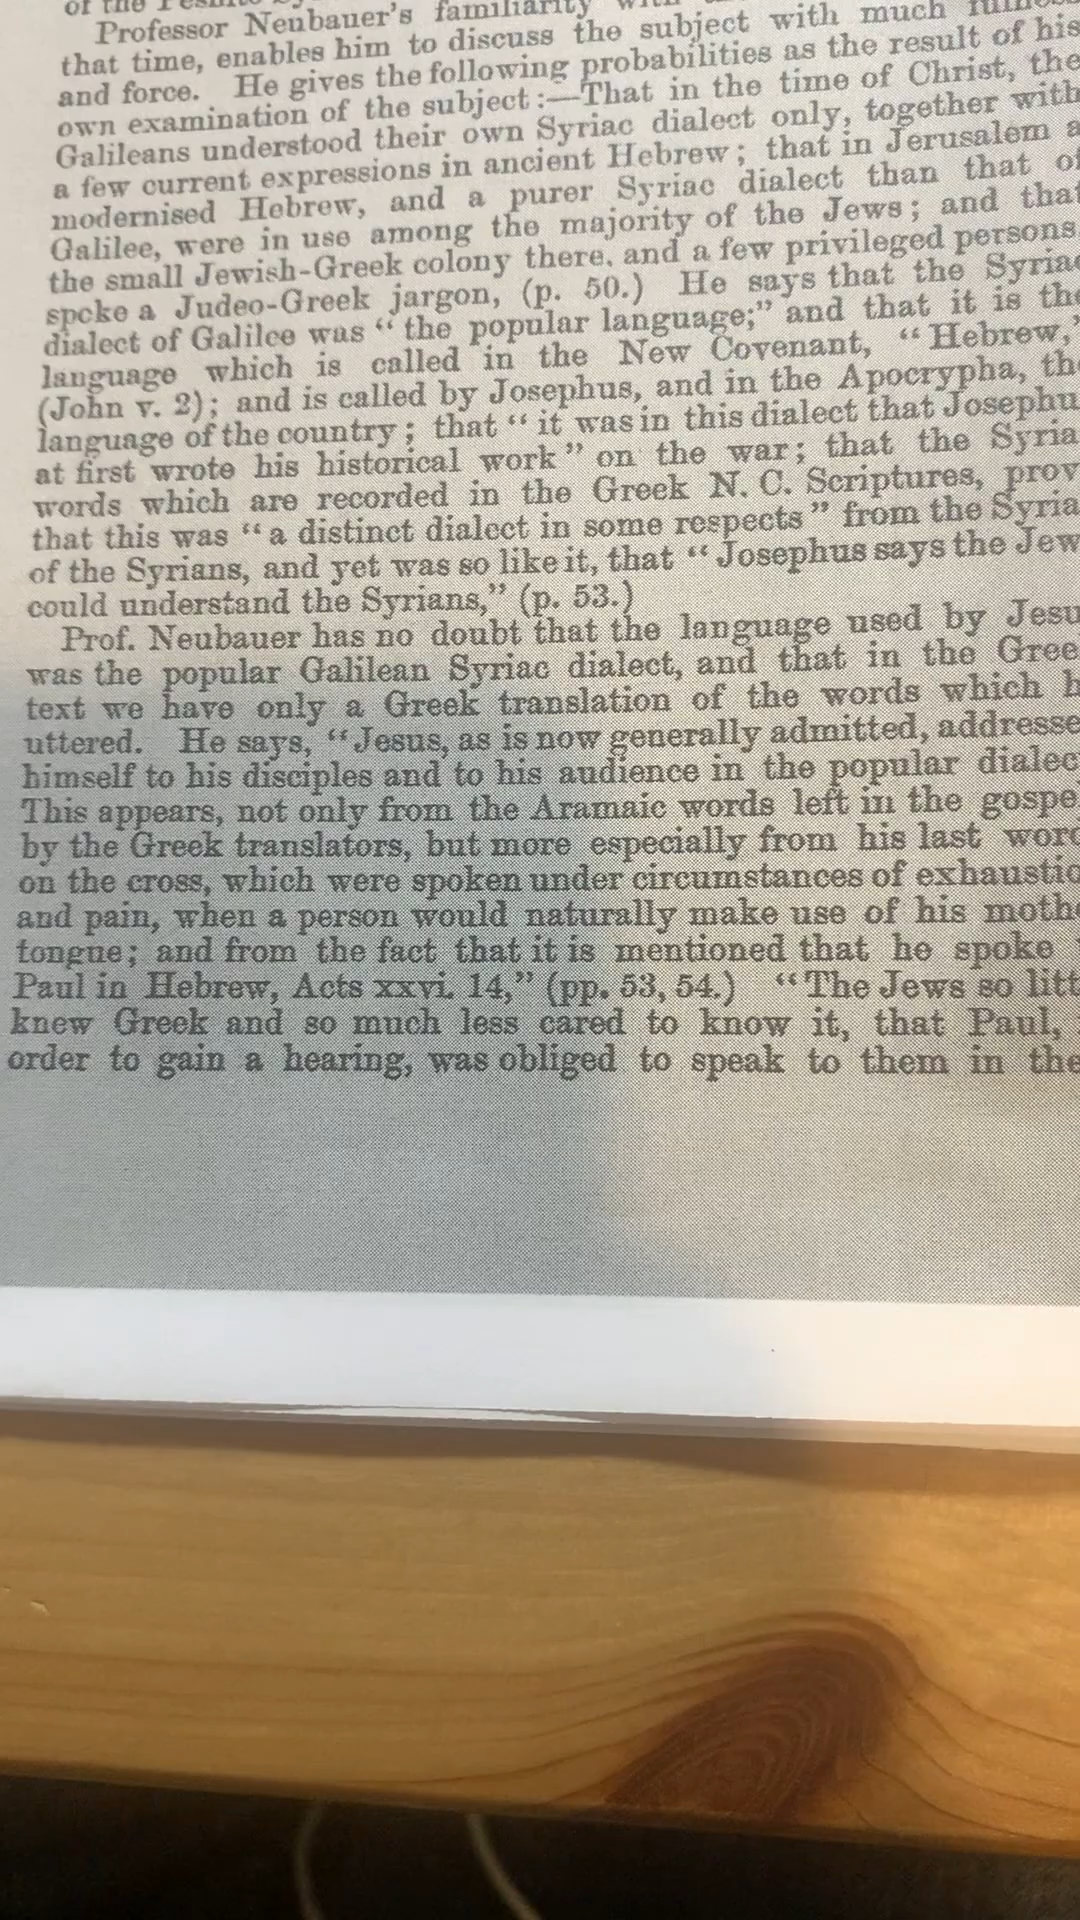 of the
Professor Neubauer's familiarity
that time, enables him to discuss the subject with much
and force. He gives the following probabilities as the result of his
own examination of the subject:—That in the time of Christ, the
Galileans understood their own Syriac dialect only, together with
a few current expressions in ancient Hebrew; that in Jerusalem a
modernised Hebrew, and a purer Syriac dialect than that of
Galilee, were in use among the majority of the Jews; and that
the small Jewish-Greek colony there, and a few privileged persons
spoke a Judeo-Greek jargon, (p. 50.) He says that the Syriac
dialect of Galilee was “the popular language;” and that it is the
language which is called in the New Covenant, “Hebrew,”
(John v. 2); and is called by Josephus, and in the Apocrypha, the
language of the country; that “it was in this dialect that Josephu
at first wrote his historical work” on the war; that the Syria
words which are recorded in the Greek N. C. Scriptures, prov
that this was “a distinct dialect in some respects” from the Syria
of the Syrians, and yet was so like it, that “Josephus says the Jew
could understand the Syrians,” (p. 53.)
Prof. Neubauer has no doubt that the language used by Jesu
was the popular Galilean Syriac dialect, and that in the Gree
text we have only a Greek translation of the words which h
uttered. He says, “Jesus, as is now generally admitted, addresse
himself to his disciples and to his audience in the popular dialec
This appears, not only from the Aramaic words left in the gospe
by the Greek translators, but more especially from his last word
on the cross, which were spoken under circumstances of exhaustio
and pain, when a person would naturally make use of his moth
tongue; and from the fact that it is mentioned that he spoke
Paul in Hebrew, Acts xxvi. 14,” (pp. 53, 54.) “The Jews so litt
knew Greek and so much less cared to know it, that Paul,
order to gain a hearing, was obliged to speak to them in the